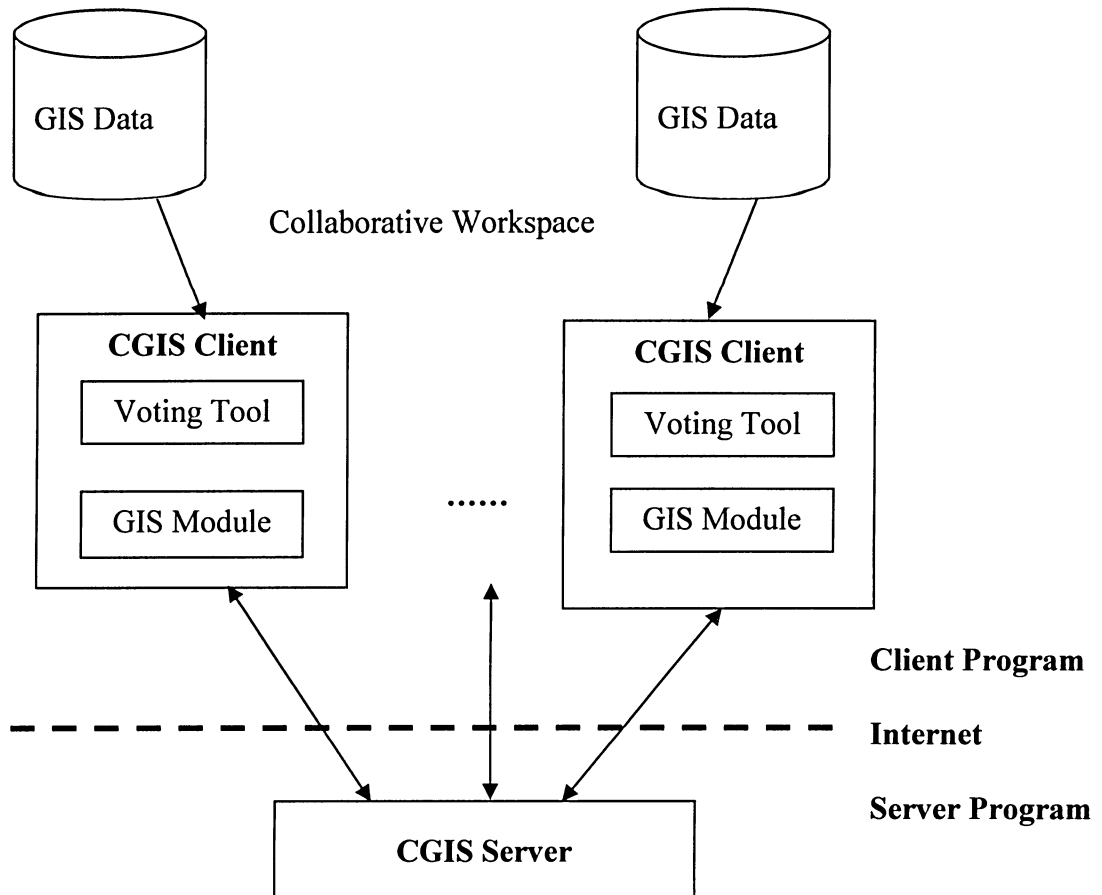 GIS Data
GIS Data
Collaborative Workspace
CGIS Client
Voting Tool
GIS Module
......
CGIS Client
Voting Tool
GIS Module
Client Program
Internet
Server Program
CGIS Server